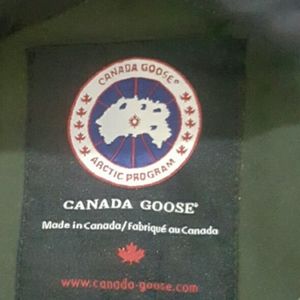 CANADA GOOSE®
ARCTIC PROGRAM
CANADA GOOSE®
Made in Canada/Fabriqué au Canada
www.canada-goose.com